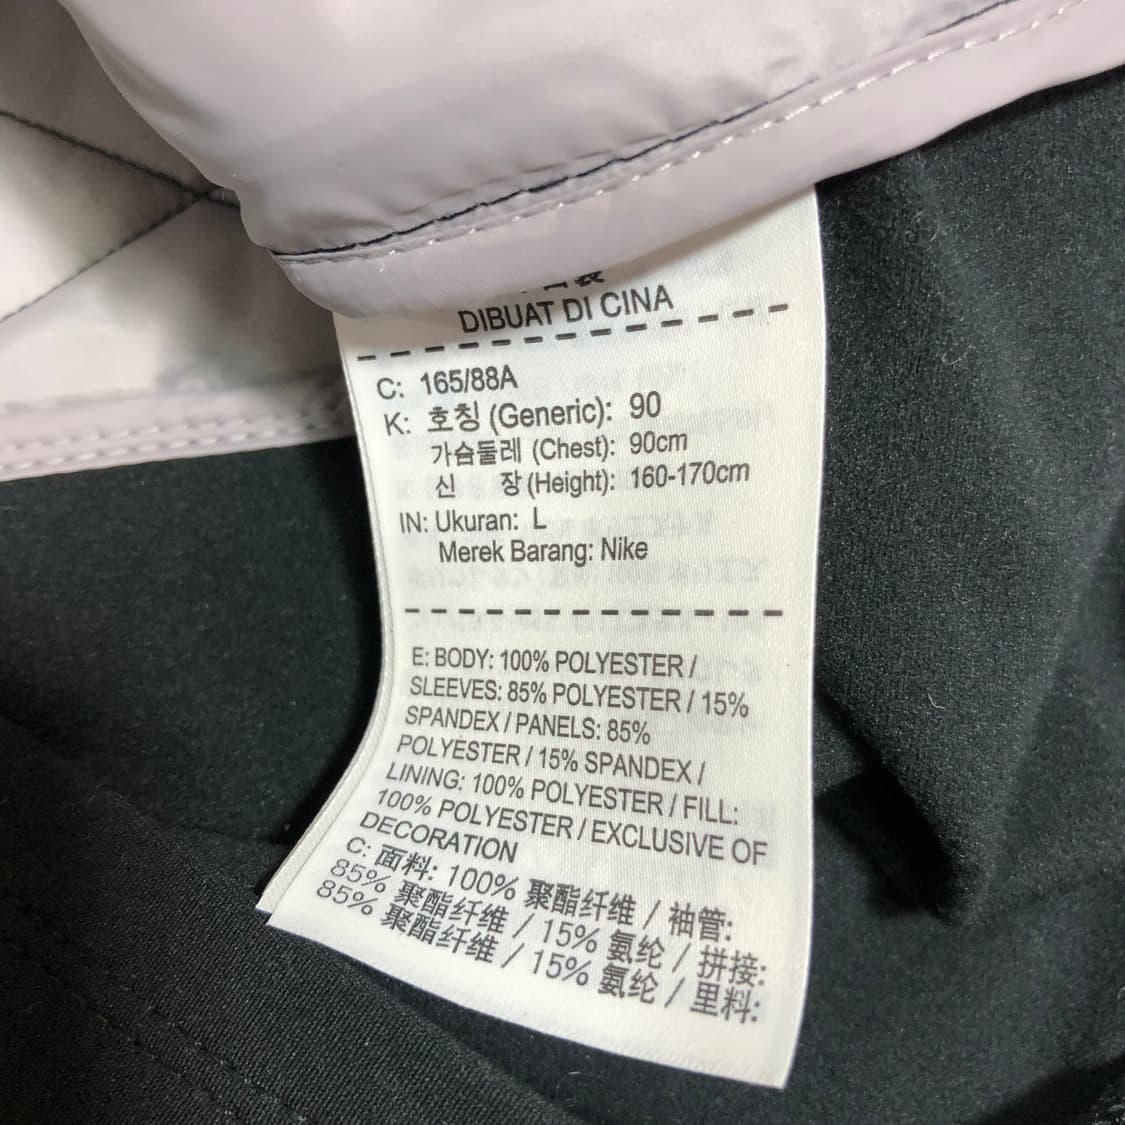 DIBUAT DI CINA
C: 165/88A
K: 호칭 (Generic): 90
가슴둘레 (Chest): 90cm
신 장 (Height): 160-170cm
IN: Ukuran: L
Merek Barang: Nike
E: BODY: 100% POLYESTER /
SLEEVES: 85% POLYESTER / 15%
SPANDEX / PANELS: 85%
POLYESTER / 15% SPANDEX /
LINING: 100% POLYESTER / FILL:
100% POLYESTER / EXCLUSIVE OF
DECORATION
C: 面料: 100% 聚酯纤维 / 袖管:
85% 聚酯纤维 / 15% 氨纶 / 拼接:
85% 聚酯纤维 / 15% 氨纶 / 里料: